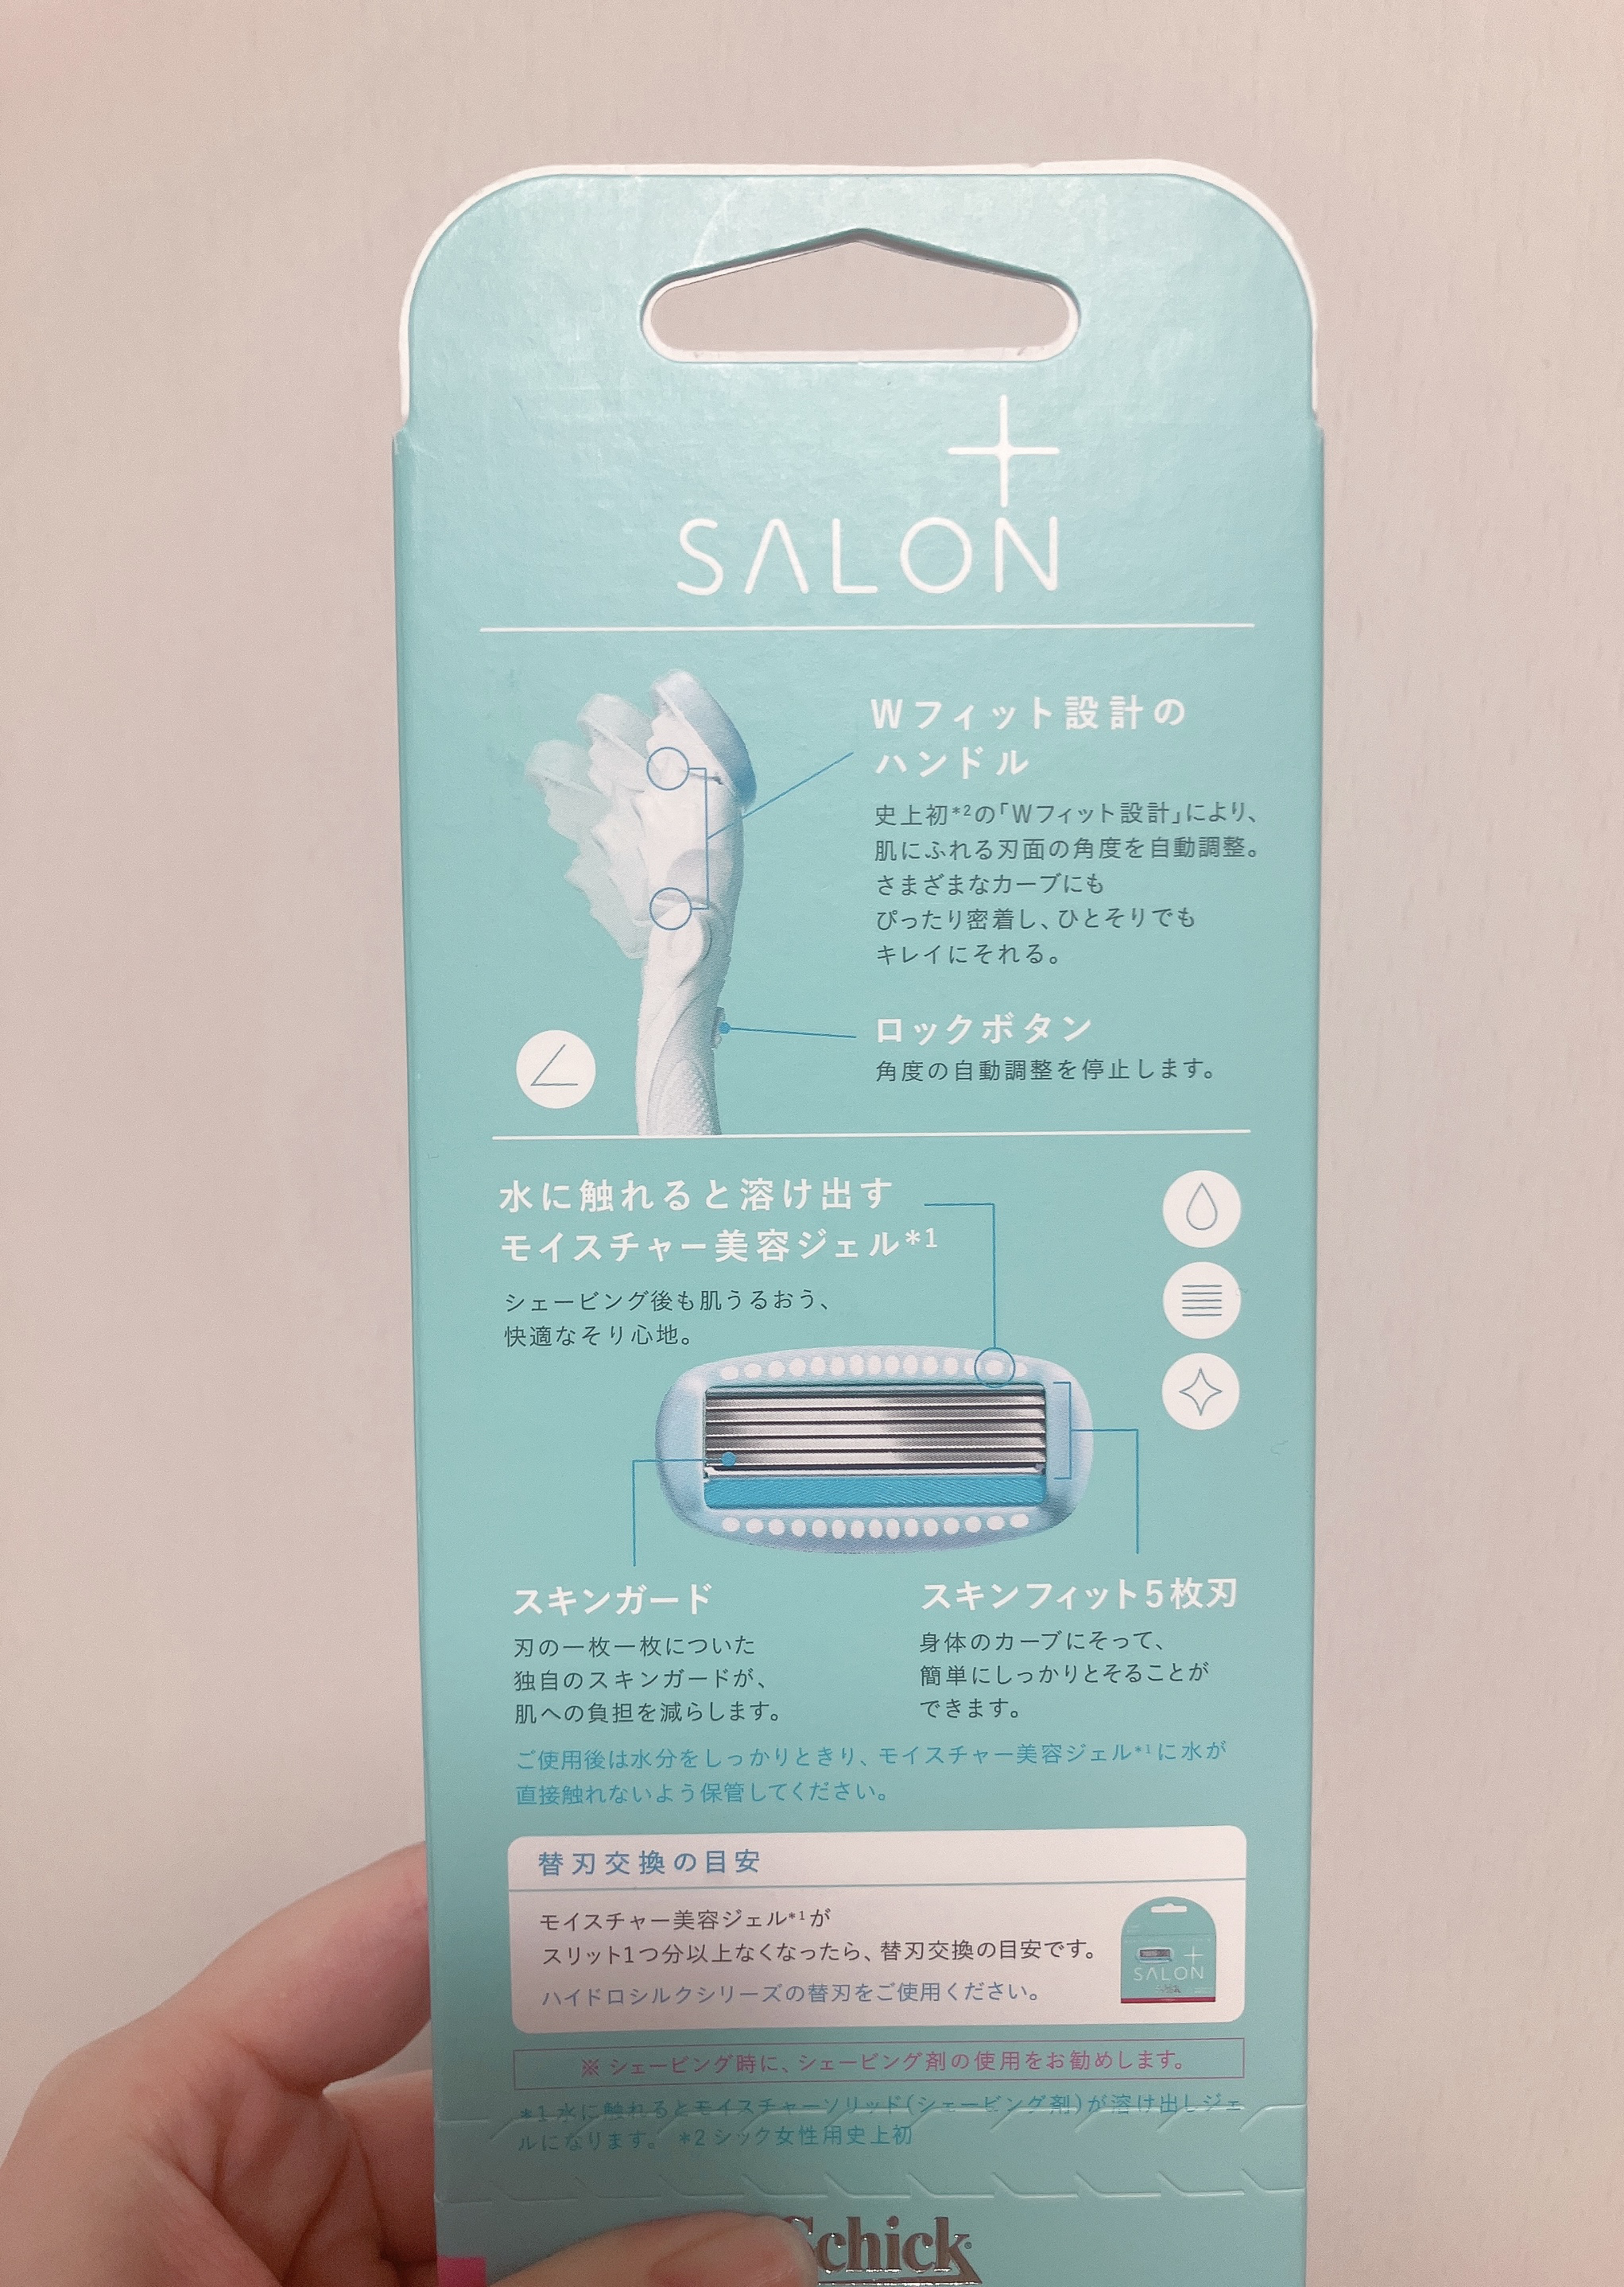 SALON
Wフィット設計の
ハンドル
史上初*2の「Wフィット設計」により、
肌にふれる刃面の角度を自動調整。
さまざまなカーブにも
ぴったり密着し、ひとそりでも
キレイにそれる。
ロックボタン
角度の自動調整を停止します。
水に触れると溶け出す
モイスチャー美容ジェル*1
シェービング後も肌うるおう、
快適なそり心地。
スキンガード
刃の一枚一枚についた
独自のスキンガードが、
肌への負担を減らします。
スキンフィット5枚刃
身体のカーブにそって、
簡単にしっかりとそることが
できます。
ご使用後は水分をしっかりときり、モイスチャー美容ジェル*1に水が
直接触れないよう保管してください。
替刃交換の目安
モイスチャー美容ジェル*1が
スリット1つ分以上なくなったら、替刃交換の目安です。
ハイドロシルクシリーズの替刃をご使用ください。
SALON
※シェービング時に、シェービング剤の使用をお勧めします。
*1 水に触れるとモイスチャーソリッド(シェービング剤)が溶け出しジェ
ルになります。 *2 シック女性用史上初
Schick